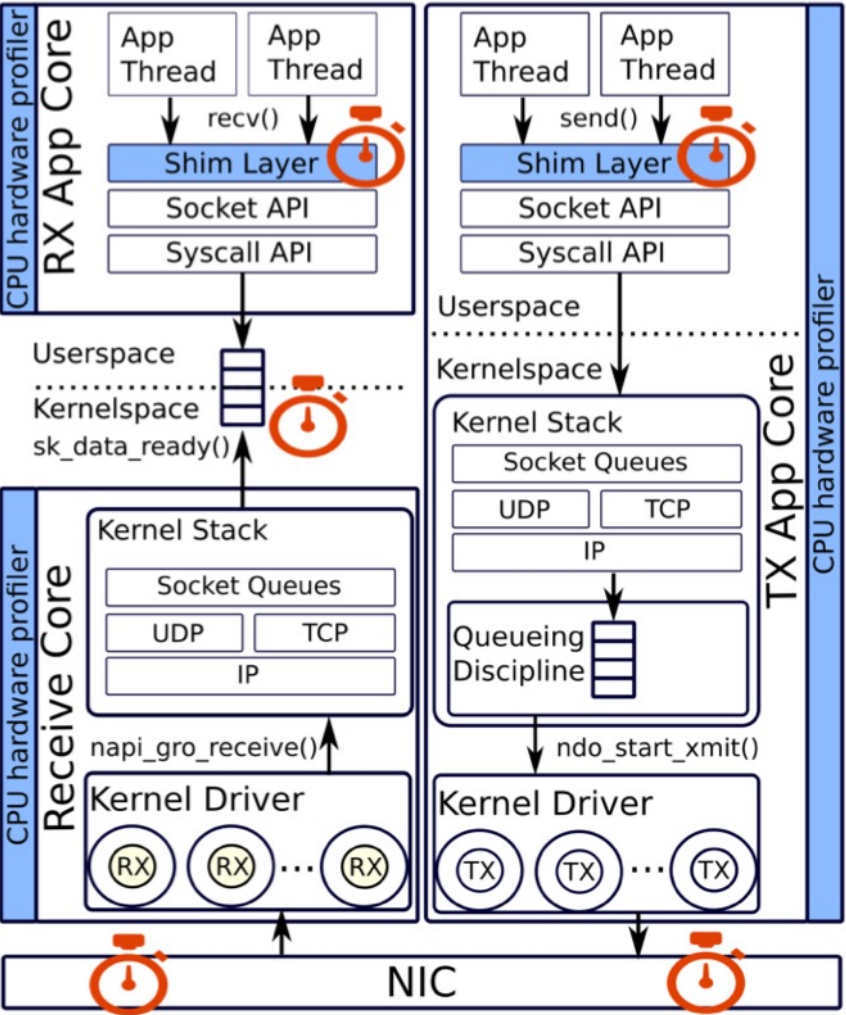 CPU hardware profiler
RX App Core
App
Thread
App
Thread
recv()
Shim Layer
Socket API
Syscall API
Userspace
Kernelspace
sk_data_ready()
CPU hardware profiler
Receive Core
Kernel Stack
Socket Queues
UDP
TCP
IP
napi_gro_receive()
Kernel Driver
RX
RX
...
RX
App
Thread
App
Thread
send()
Shim Layer
Socket API
Syscall API
Userspace
Kernelspace
Kernel Stack
Socket Queues
UDP
TCP
IP
Queueing
Discipline
ndo_start_xmit()
Kernel Driver
TX
TX
...
TX
TX App Core
CPU hardware profiler
NIC